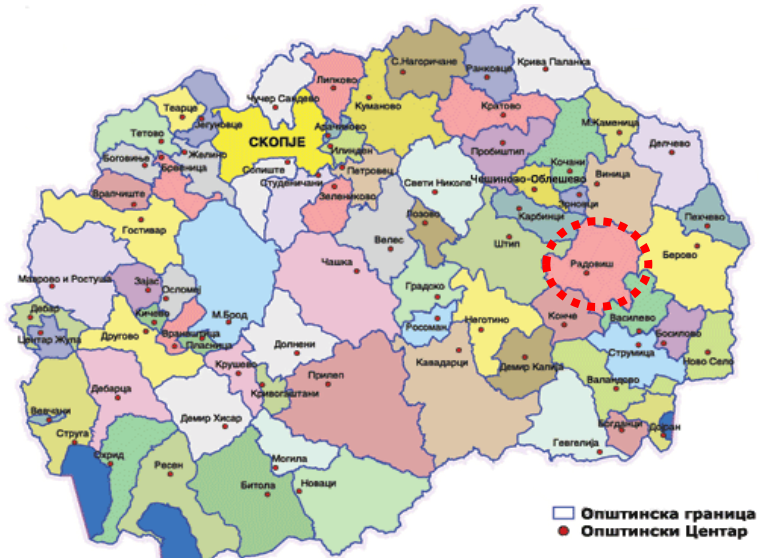 С.Нагоричане
Ранковце
Крива Паланка
Липково
Чучер Сандево
Куманово
Кратово
Теарце
Јегуновце
Арачиново
М.Каменица
Тетово
СКОПЈЕ
Илинден
Пробиштип
Кочани
Делчево
Боговиње
Желино
Брвеница
Сопиште
Петровец
Студеничани
Свети Николе
Чешиново-Облешево
Виница
Врапчиште
Зелениково
Зрновци
Лозово
Карбинци
Пехчево
Гостивар
Велес
Штип
Берово
Чашка
Радовиш
Маврово и Ростуша
Зајас
Осломеј
Градско
Дебар
Кичево
М.Брод
Росоман
Неготино
Конче
Василево
Центар Жупа
Другово
Вранештица
Пласница
Босилово
Долнени
Струмица
Ново Село
Крушево
Кавадарци
Демир Капија
Дебарца
Прилеп
Валандово
Кривогаштани
Вевчани
Демир Хисар
Богданци
Дојран
Струга
Гевгелија
Охрид
Ресен
Могила
Битола
Новаци
Општинска граница
Општински Центар